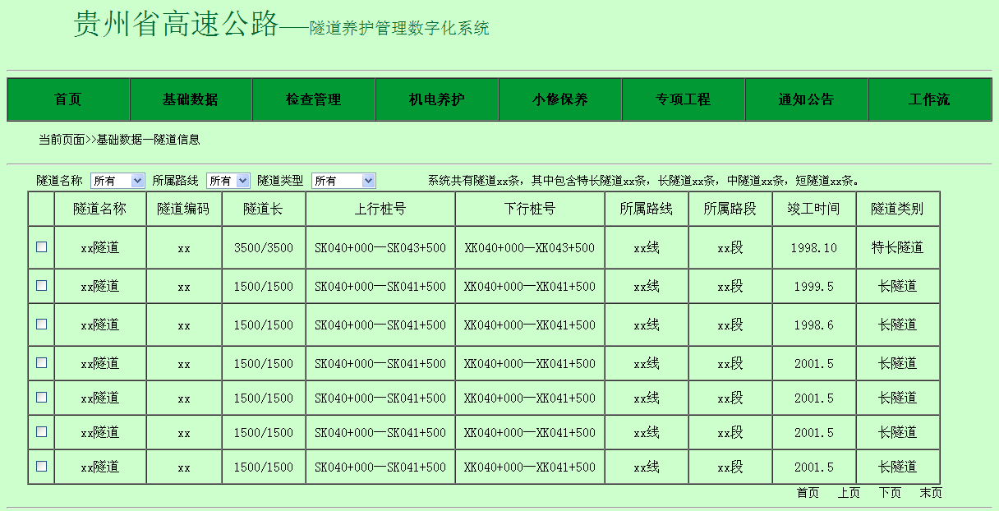 贵州省高速公路——隧道养护管理数字化系统
首页 基础数据 检查管理 机电养护 小修保养 专项工程 通知公告 工作流
当前页面>>基础数据—隧道信息
隧道名称 所有 所属路线 所有 隧道类型 所有 系统共有隧道xx条，其中包含特长隧道xx条，长隧道xx条，中隧道xx条，短隧道xx条。
隧道名称 隧道编码 隧道长 上行桩号 下行桩号 所属路线 所属路段 竣工时间 隧道类别
xx隧道 xx 3500/3500 SK040+000—SK043+500 XK040+000—XK043+500 xx线 xx段 1998.10 特长隧道
xx隧道 xx 1500/1500 SK040+000—SK041+500 XK040+000—XK041+500 xx线 xx段 1999.5 长隧道
xx隧道 xx 1500/1500 SK040+000—SK041+500 XK040+000—XK041+500 xx线 xx段 1998.6 长隧道
xx隧道 xx 1500/1500 SK040+000—SK041+500 XK040+000—XK041+500 xx线 xx段 2001.5 长隧道
xx隧道 xx 1500/1500 SK040+000—SK041+500 XK040+000—XK041+500 xx线 xx段 2001.5 长隧道
xx隧道 xx 1500/1500 SK040+000—SK041+500 XK040+000—XK041+500 xx线 xx段 2001.5 长隧道
xx隧道 xx 1500/1500 SK040+000—SK041+500 XK040+000—XK041+500 xx线 xx段 2001.5 长隧道
首页 上页 下页 末页